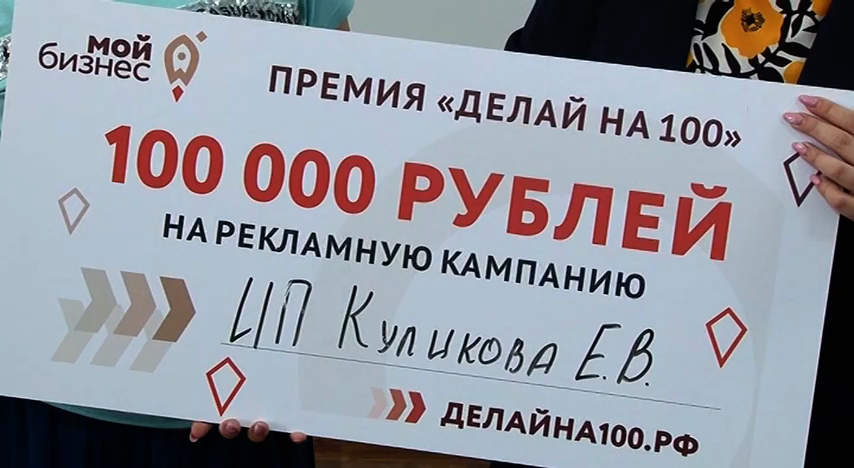 мой
бизнес
ПРЕМИЯ «ДЕЛАЙ НА 100»
100 000 РУБЛЕЙ
НА РЕКЛАМНУЮ КАМПАНИЮ
ИП Куликова Е.В.
ДЕЛАЙНА100.РФ